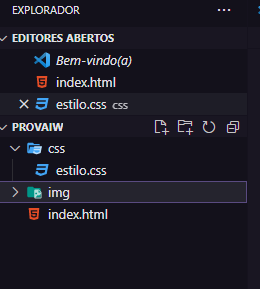 EXPLORADOR
EDITORES ABERTOS
Bem-vindo(a)
index.html
estilo.css css
PROVAIW
css
estilo.css
img
index.html